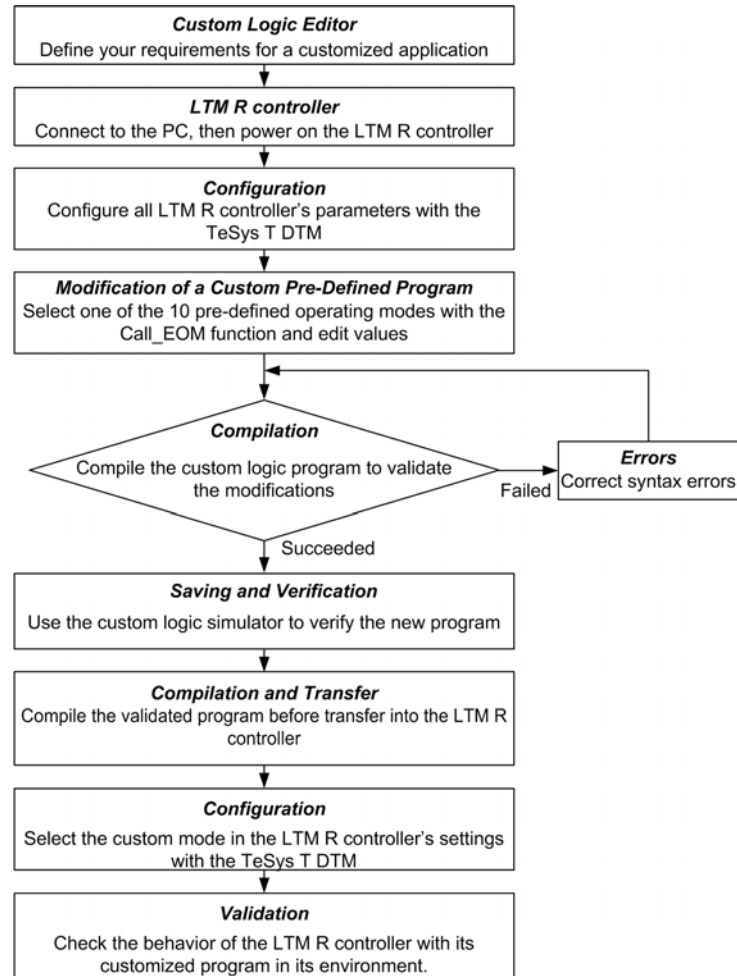 Custom Logic Editor
Define your requirements for a customized application
LTM R controller
Connect to the PC, then power on the LTM R controller
Configuration
Configure all LTM R controller's parameters with the
TeSys T DTM
Modification of a Custom Pre-Defined Program
Select one of the 10 pre-defined operating modes with the
Call_EOM function and edit values
Compilation
Compile the custom logic program to validate
the modifications
Failed
Errors
Correct syntax errors
Succeeded
Saving and Verification
Use the custom logic simulator to verify the new program
Compilation and Transfer
Compile the validated program before transfer into the LTM R
controller
Configuration
Select the custom mode in the LTM R controller's settings
with the TeSys T DTM
Validation
Check the behavior of the LTM R controller with its
customized program in its environment.